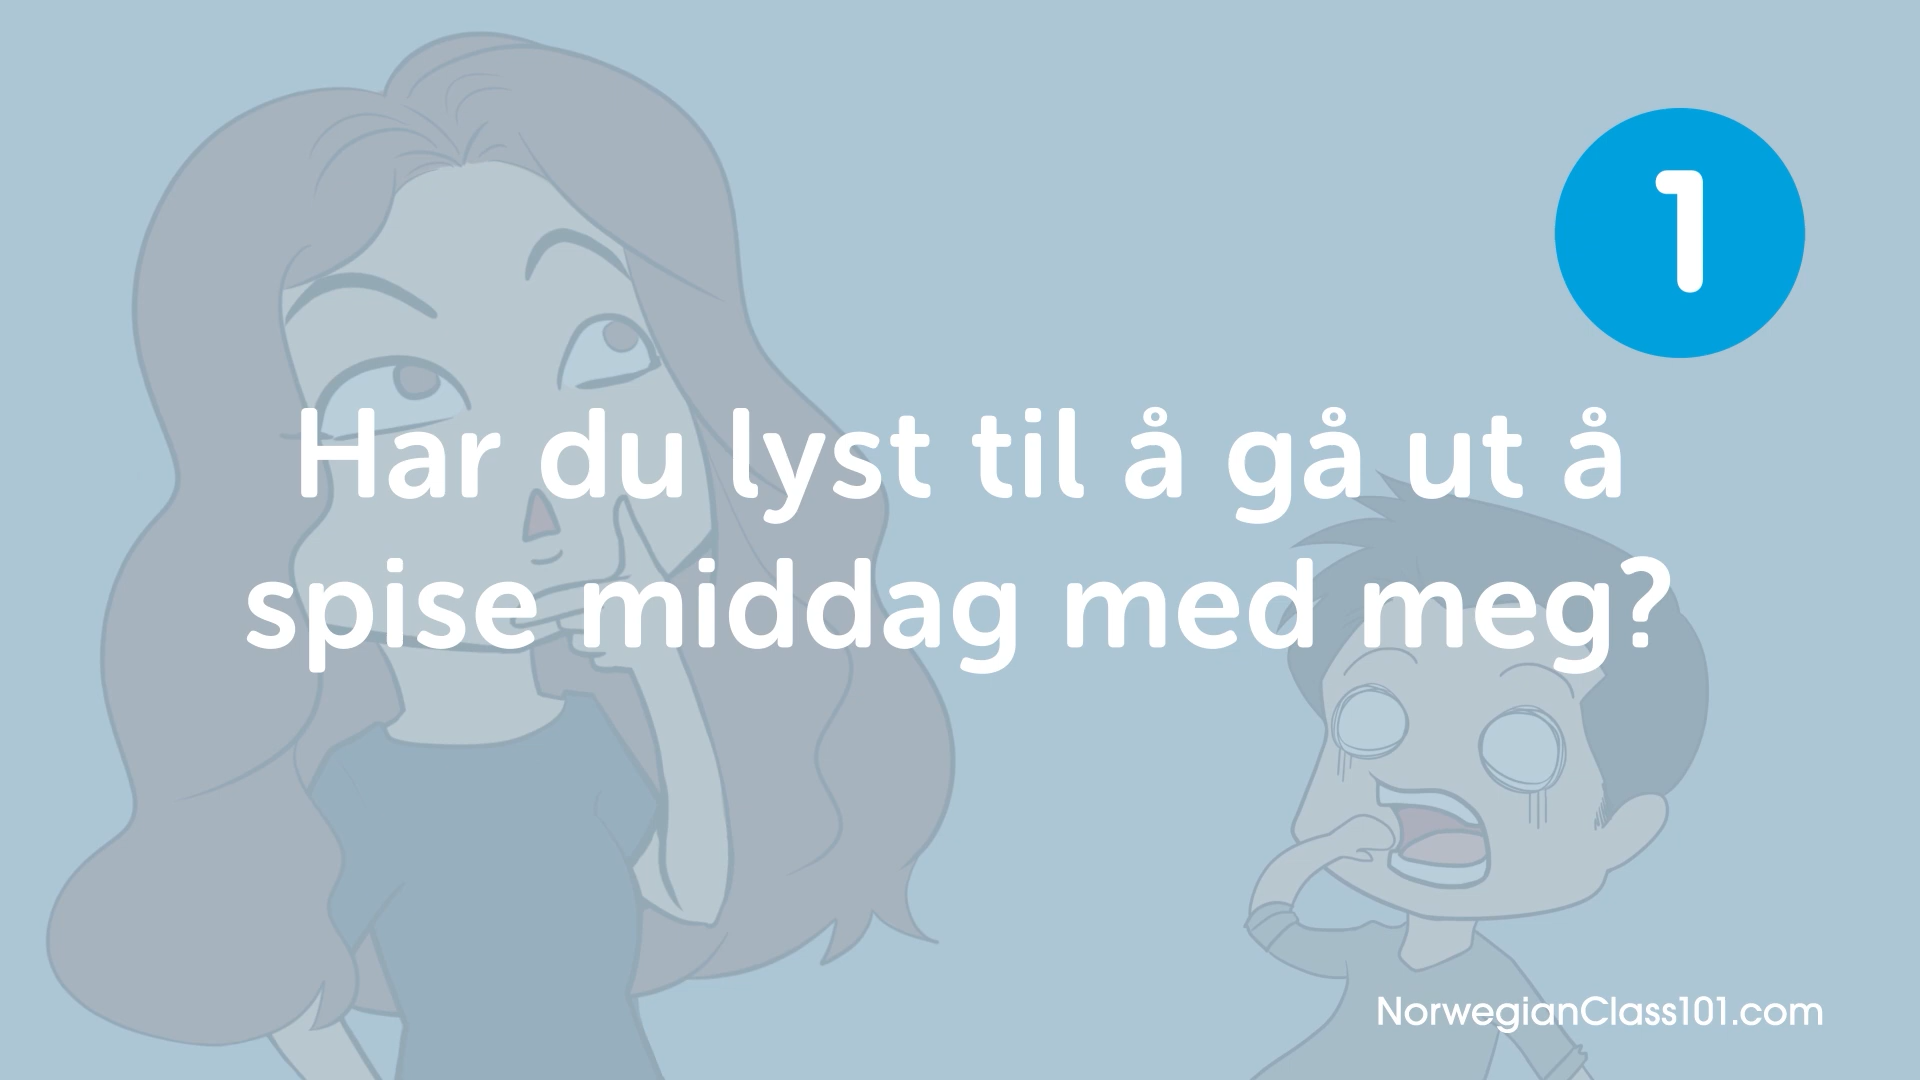 1
Har du lyst til å gå ut å
spise middag med meg?
NorwegianClass101.com